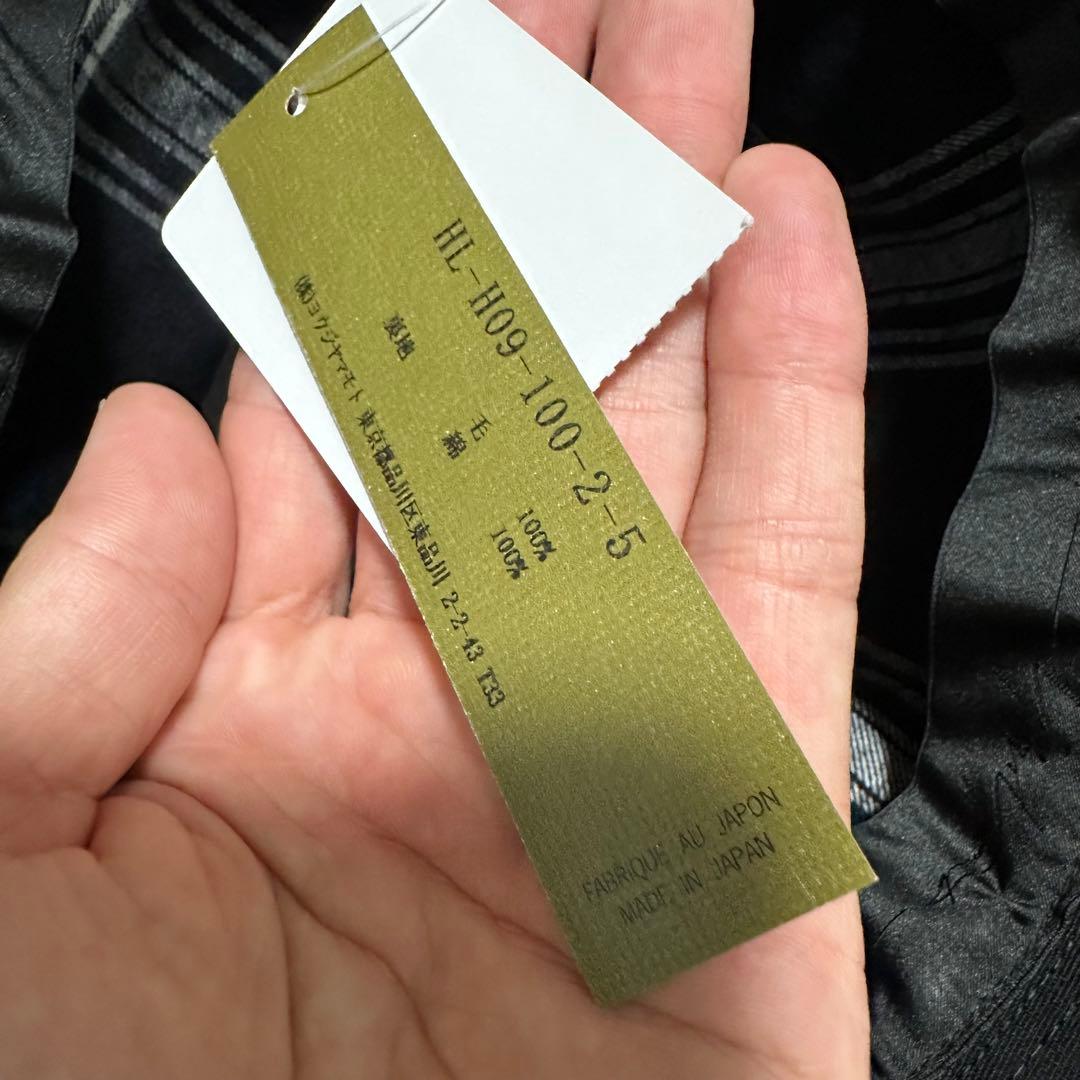 HL-H09-100-2-5
毛 100%
裏地 綿 100%
(株)ヨウジヤマモト 東京都品川区東品川 2-2-43 T33
FABRIQUE AU JAPON
MADE IN JAPAN